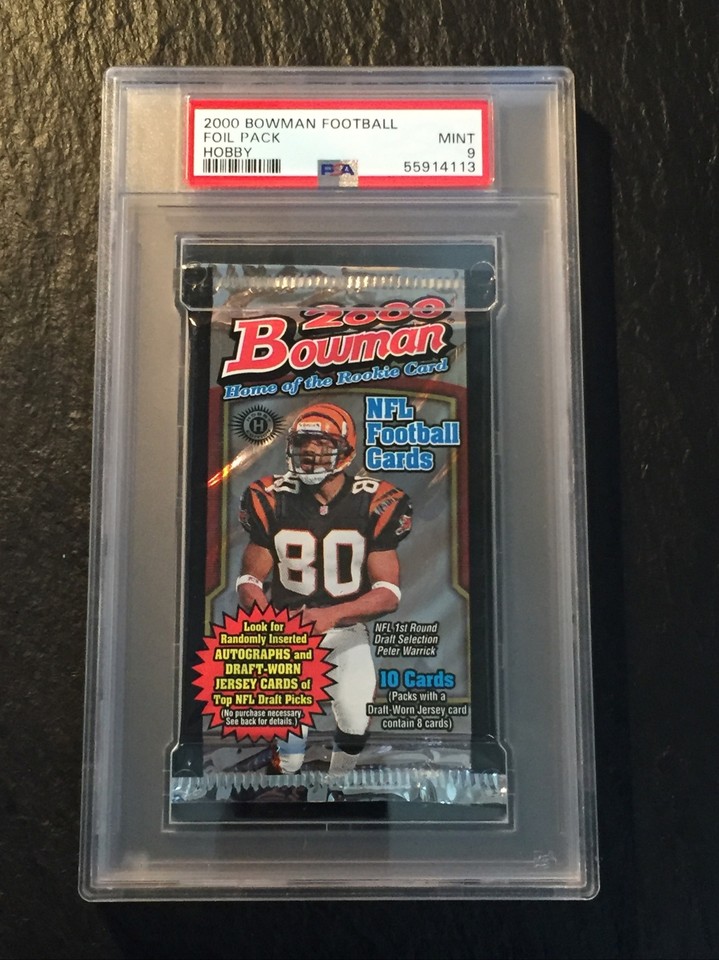 2000 BOWMAN FOOTBALL
FOIL PACK MINT
HOBBY 9
PSA 55914113
2000
Bowman
Home of the Rookie Card
HOBBY
H
NFL
Football
Cards
80
80
Look for
Randomly Inserted
AUTOGRAPHS and
DRAFT-WORN
JERSEY CARDS of
Top NFL Draft Picks
(No purchase necessary.
See back for details.)
NFL 1st Round
Draft Selection
Peter Warrick
10 Cards
(Packs with a
Draft-Worn Jersey card
contain 8 cards)